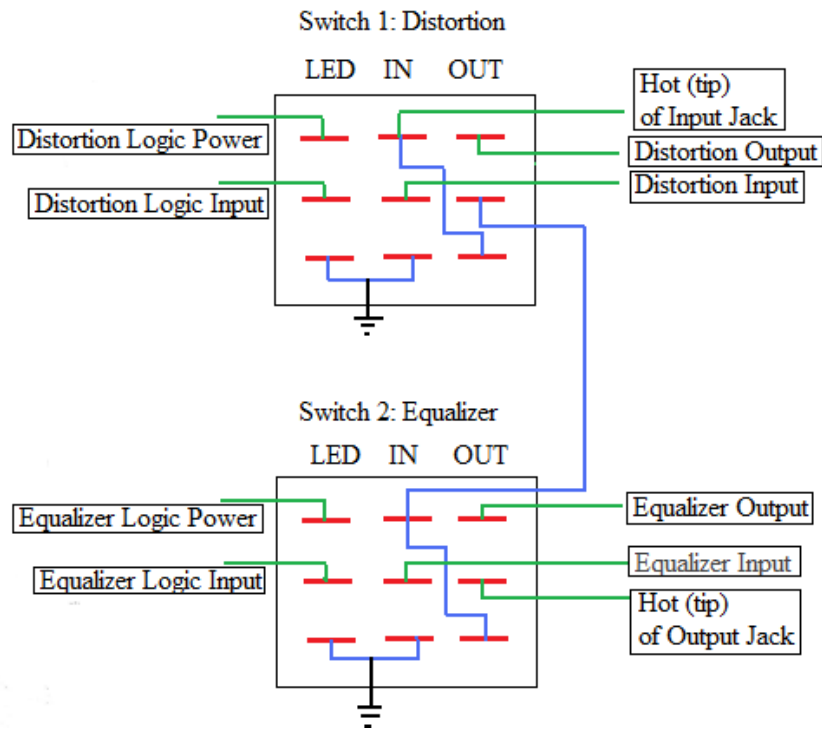 Switch 1: Distortion
LED IN OUT
Hot (tip)
of Input Jack
Distortion Logic Power
Distortion Output
Distortion Logic Input
Distortion Input
Switch 2: Equalizer
LED IN OUT
Equalizer Logic Power
Equalizer Output
Equalizer Logic Input
Equalizer Input
Hot (tip)
of Output Jack